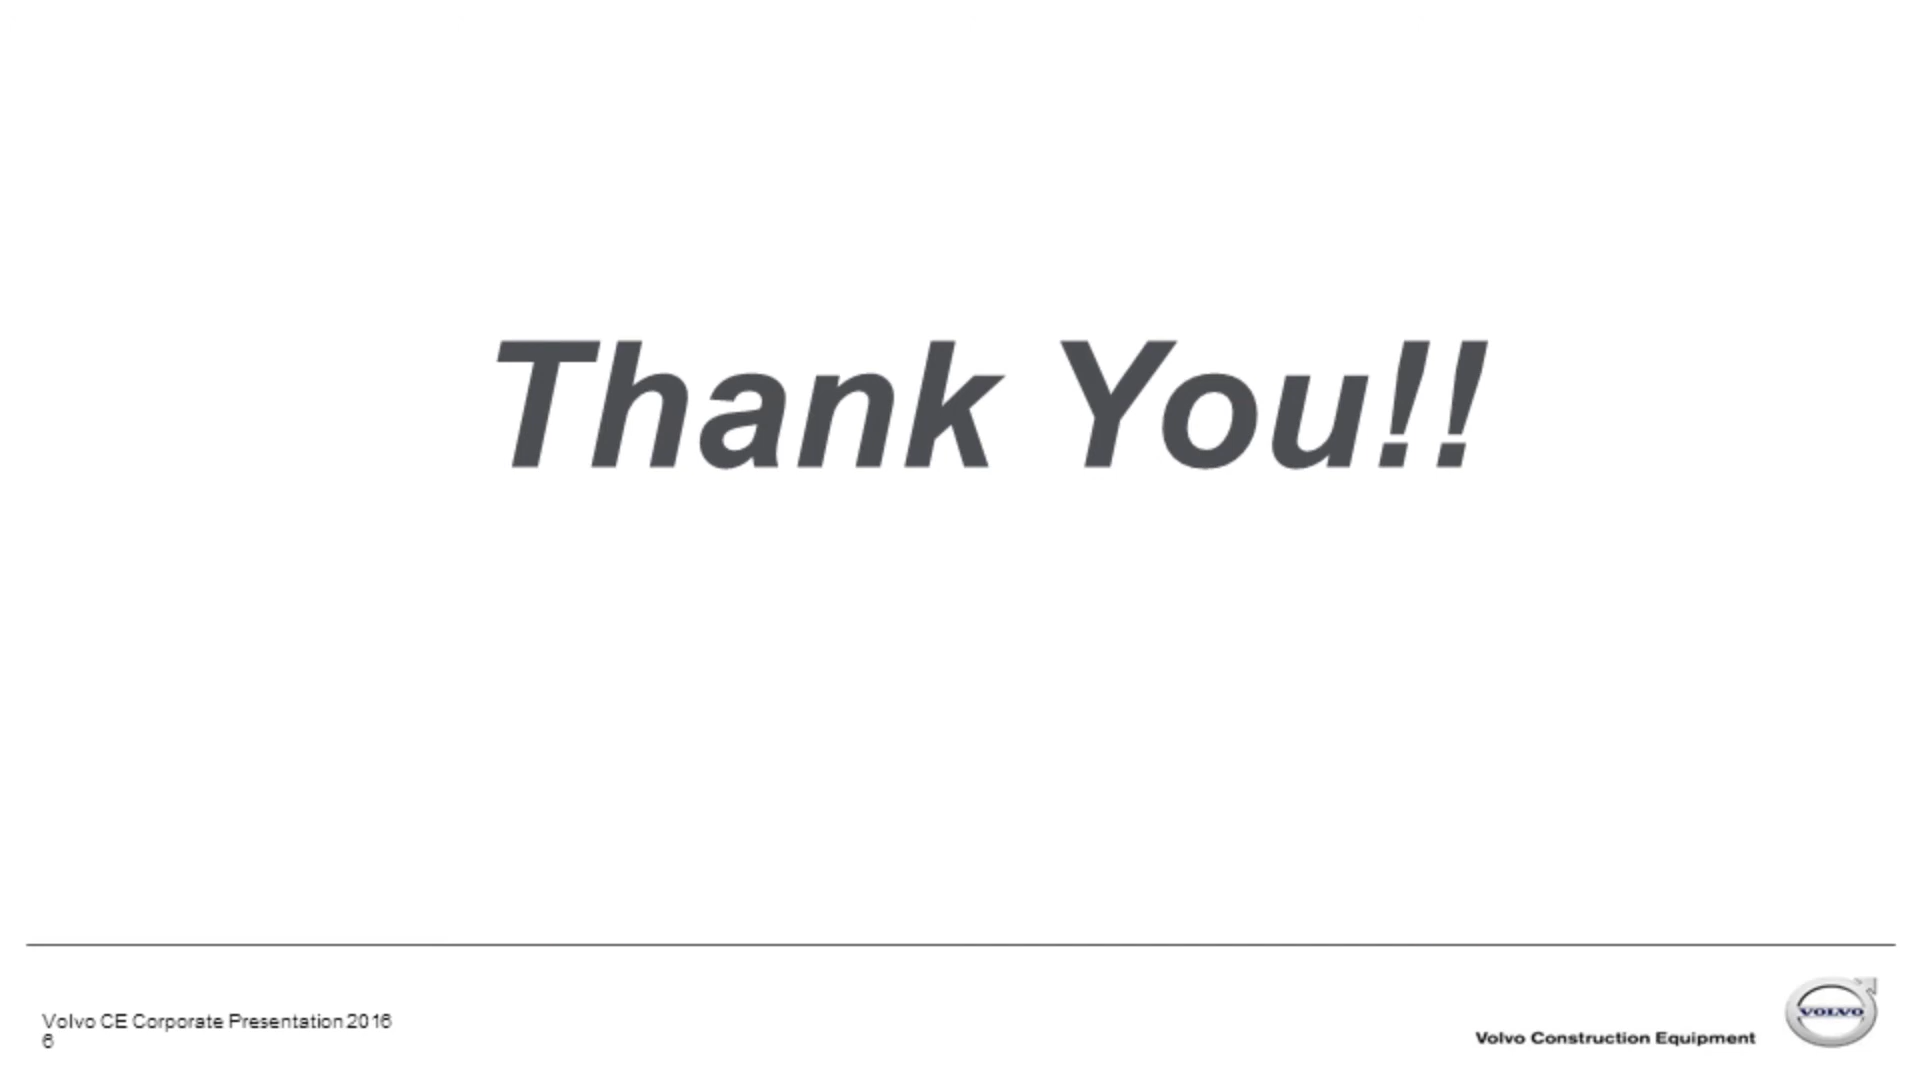 Thank You!!
Volvo CE Corporate Presentation 2016
6
Volvo Construction Equipment
VOLVO